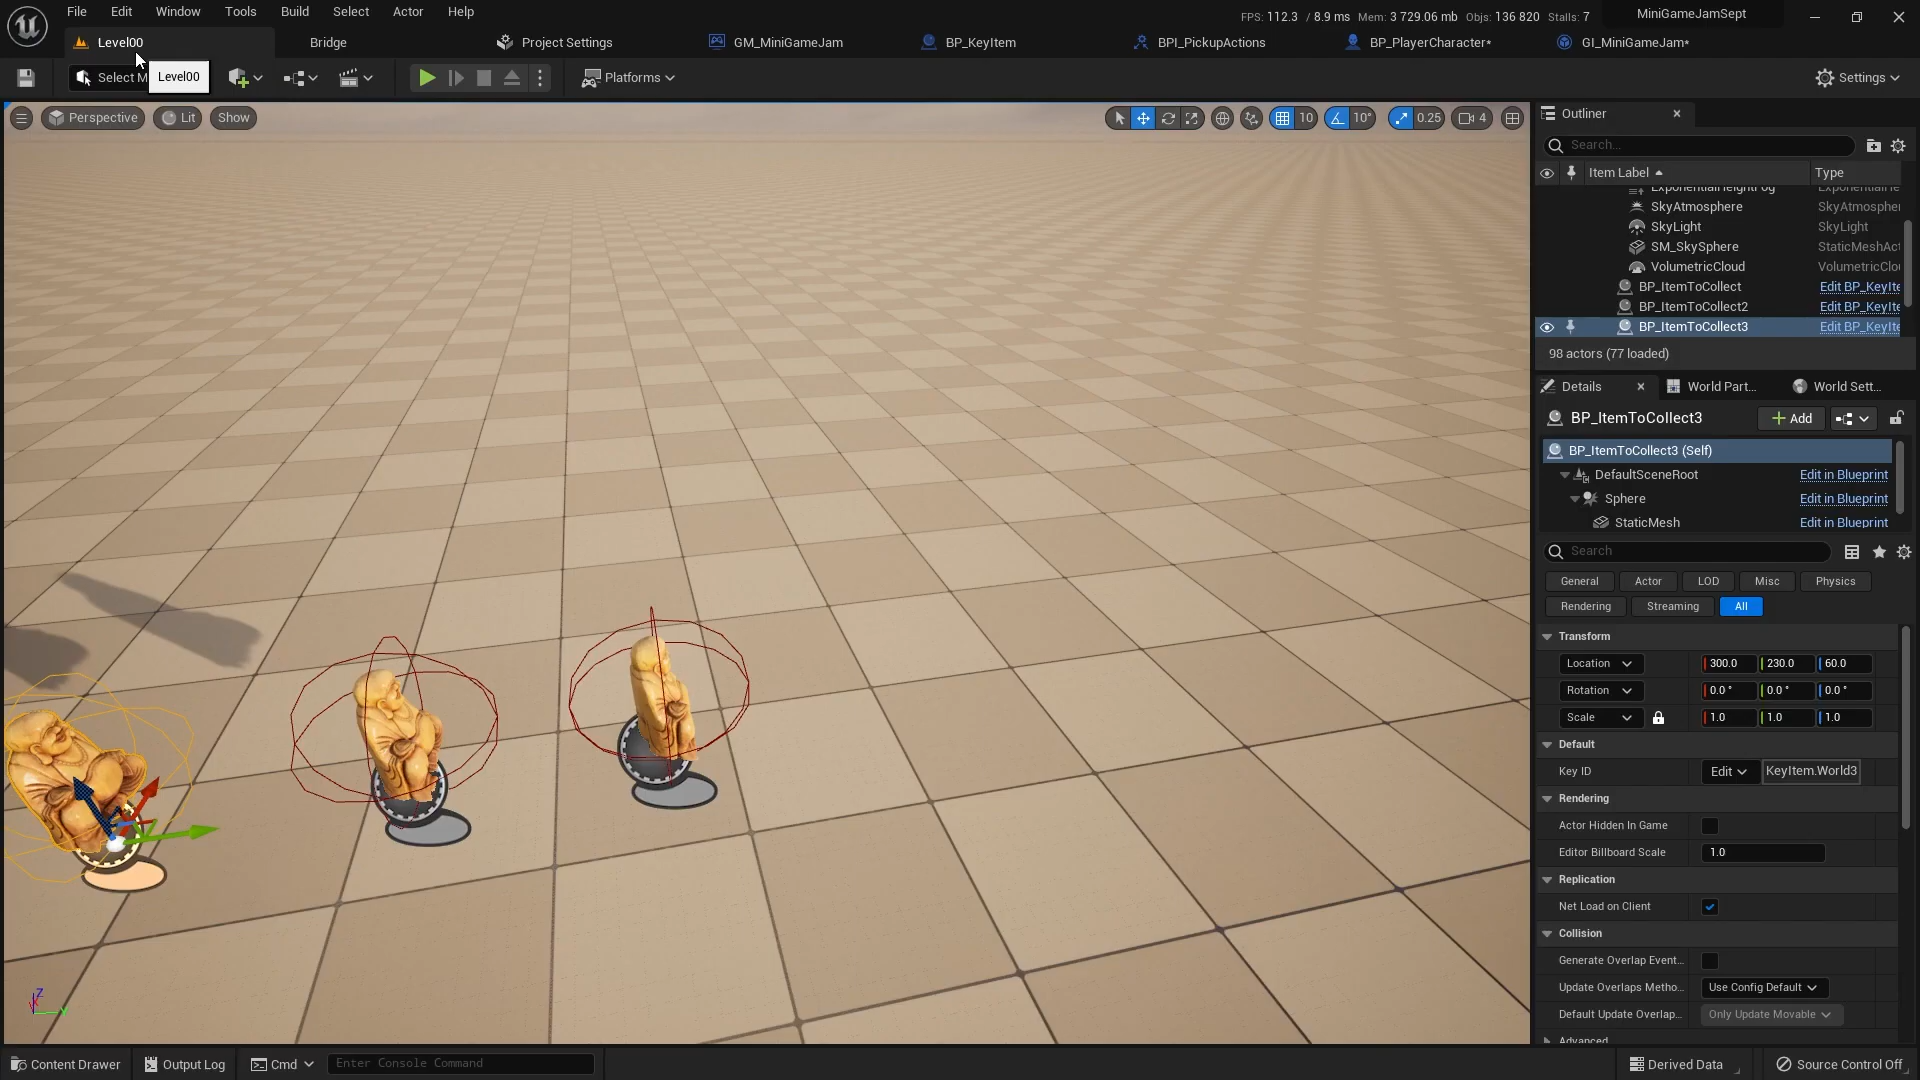 File Edit Window Tools Build Select Actor Help
FPS: 112.3 / 8.9 ms Mem: 3 729.06 mb Objs: 136 820 Stalls: 7
MiniGameJamSept
Level00
Bridge
Project Settings
GM_MiniGameJam
BP_KeyItem
BPI_PickupActions
BP_PlayerCharacter*
GI_MiniGameJam*
Select M
Level00
Platforms
Settings
Perspective
Lit
Show
10
10°
0.25
4
Outliner
Search...
Item Label
Type
ExponentialHeightFog ExponentialHe
SkyAtmosphere SkyAtmospher
SkyLight SkyLight
SM_SkySphere StaticMeshAct
VolumetricCloud VolumetricClou
BP_ItemToCollect Edit BP_KeyIte
BP_ItemToCollect2 Edit BP_KeyIte
BP_ItemToCollect3 Edit BP_KeyIte
98 actors (77 loaded)
Details
World Part...
World Sett...
BP_ItemToCollect3
Add
BP_ItemToCollect3 (Self)
DefaultSceneRoot Edit in Blueprint
Sphere Edit in Blueprint
StaticMesh Edit in Blueprint
Search
General Actor LOD Misc Physics
Rendering Streaming All
Transform
Location 300.0 230.0 60.0
Rotation 0.0 ° 0.0 ° 0.0 °
Scale 1.0 1.0 1.0
Default
Key ID Edit KeyItem.World3
Rendering
Actor Hidden In Game
Editor Billboard Scale 1.0
Replication
Net Load on Client
Collision
Generate Overlap Event...
Update Overlaps Metho... Use Config Default
Default Update Overlap... Only Update Movable
Advanced
Z
X
Y
Content Drawer
Output Log
Cmd
Enter Console Command
Derived Data
Source Control Off